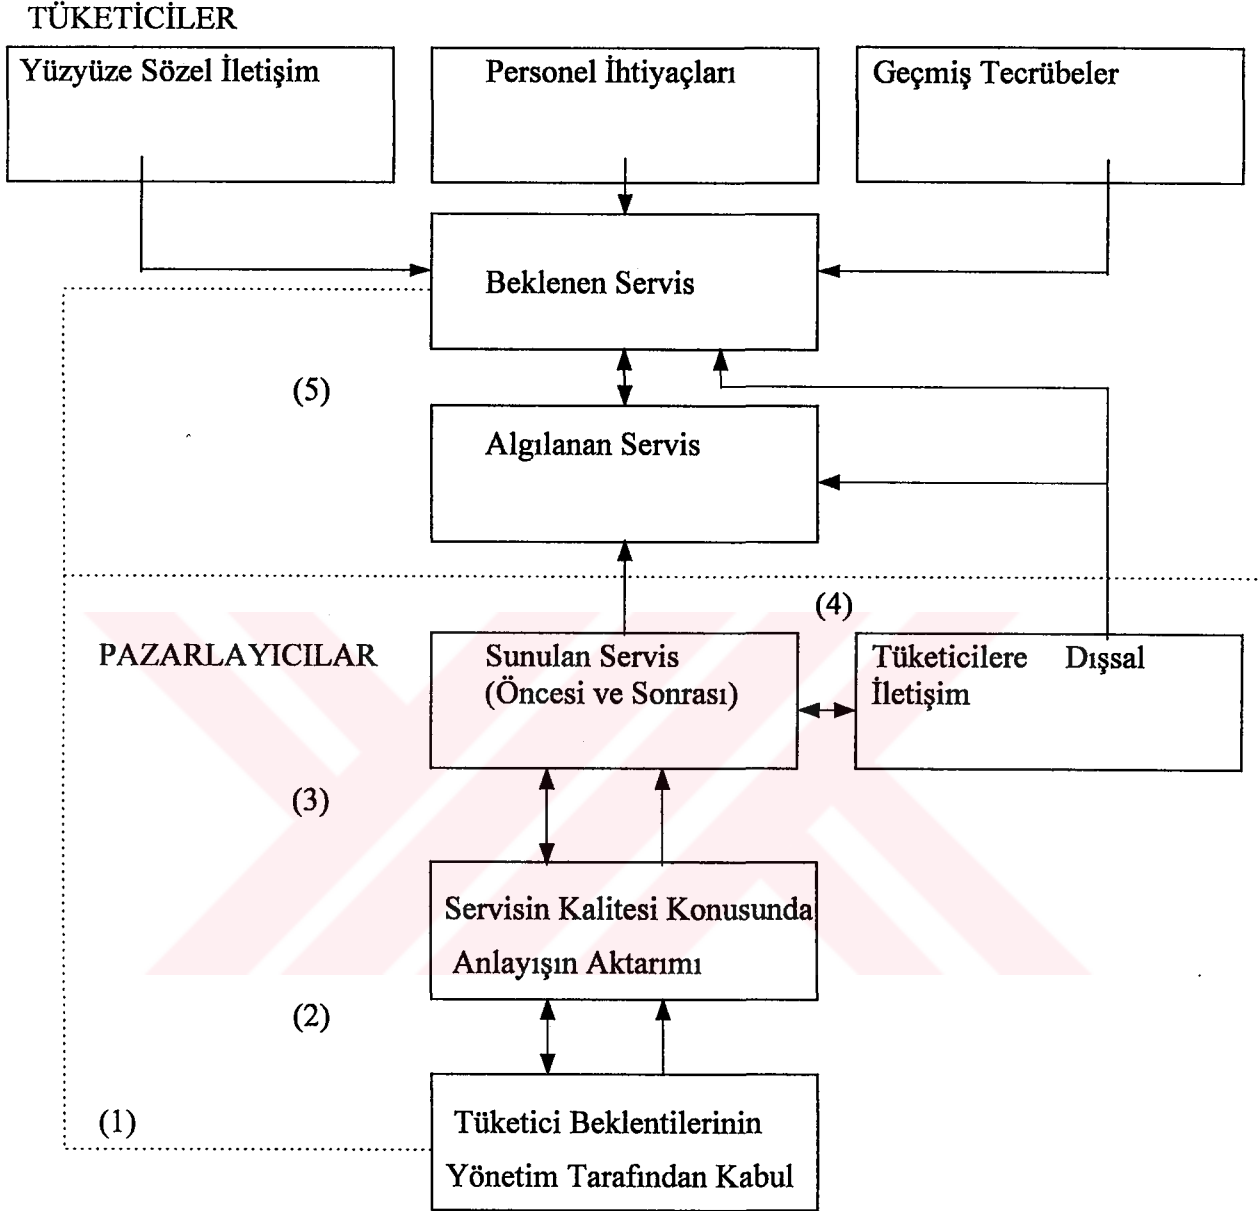 TÜKETİCİLER
Yüzyüze Sözel İletişim
Personel İhtiyaçları
Geçmiş Tecrübeler
Beklenen Servis
(5)
Algılanan Servis
(4)
PAZARLAYICILAR
Sunulan Servis
(Öncesi ve Sonrası)
Tüketicilere Dışsal
İletişim
(3)
Servisin Kalitesi Konusunda
Anlayışın Aktarımı
(2)
(1)
Tüketici Beklentilerinin
Yönetim Tarafından Kabul